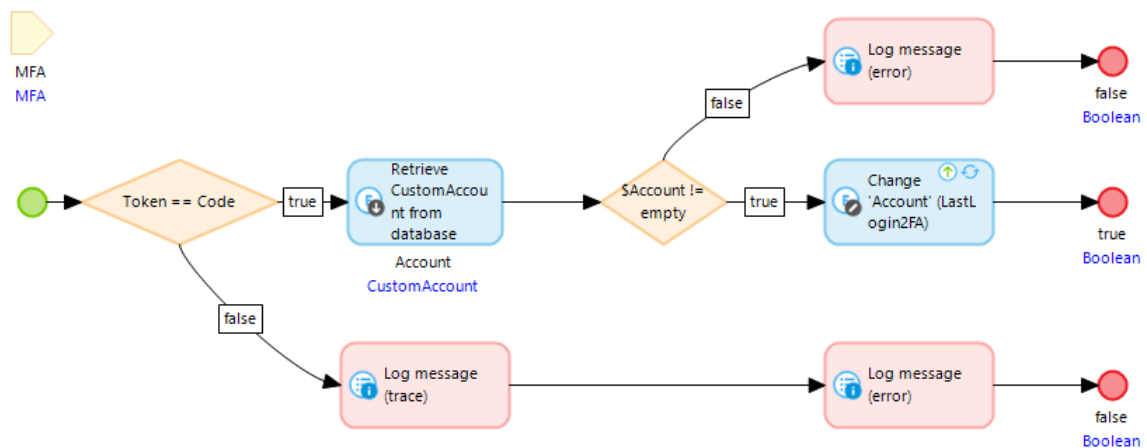 MFA
MFA
Log message
(error)
false
Boolean
false
Token == Code
true
Retrieve
CustomAccou
nt from
database
Account
CustomAccount
$Account !=
empty
true
Change
'Account' (LastL
ogin2FA)
true
Boolean
false
Log message
(trace)
Log message
(error)
false
Boolean